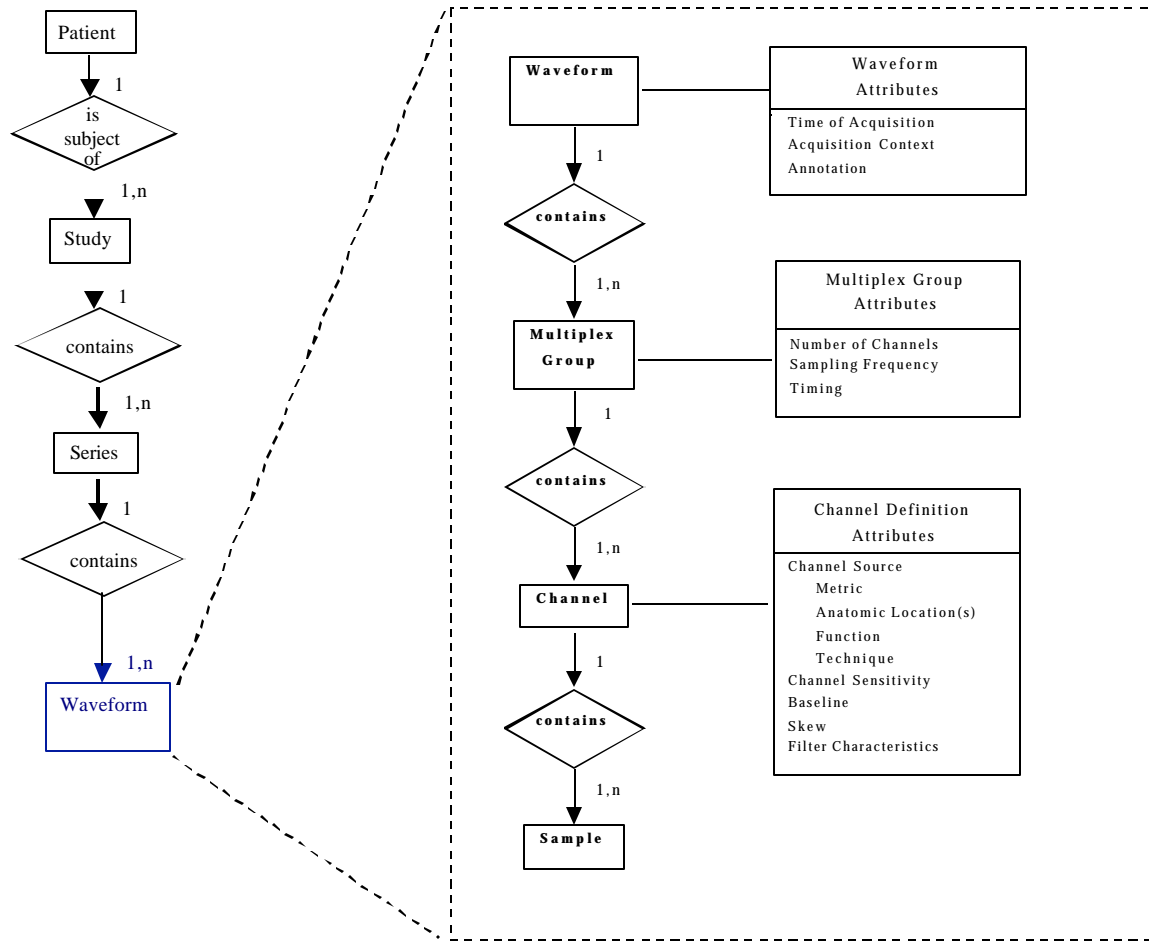 Patient
1
is
subject
of
1,n
Study
1
contains
1,n
Series
1
contains
1,n
Waveform
Waveform
1
contains
1,n
Multiplex
Group
1
contains
1,n
Channel
1
contains
1,n
Sample
Waveform
Attributes
Time of Acquisition
Acquisition Context
Annotation
Multiplex Group
Attributes
Number of Channels
Sampling Frequency
Timing
Channel Definition
Attributes
Channel Source
Metric
Anatomic Location(s)
Function
Technique
Channel Sensitivity
Baseline
Skew
Filter Characteristics